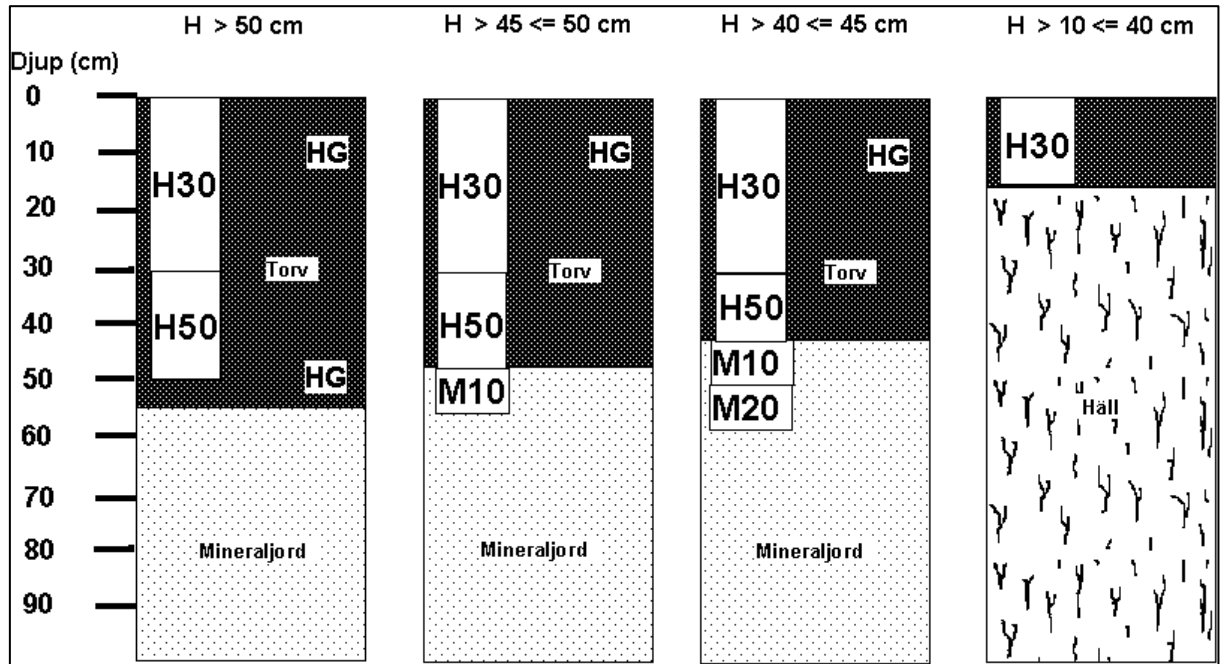 H > 50 cm
H > 45 <= 50 cm
H > 40 <= 45 cm
H > 10 <= 40 cm
Djup (cm)
0
10
20
30
40
50
60
70
80
90
H30
HG
Torv
H50
HG
Mineraljord
H30
HG
Torv
H50
M10
Mineraljord
H30
HG
Torv
H50
M10
M20
Mineraljord
H30
Häll